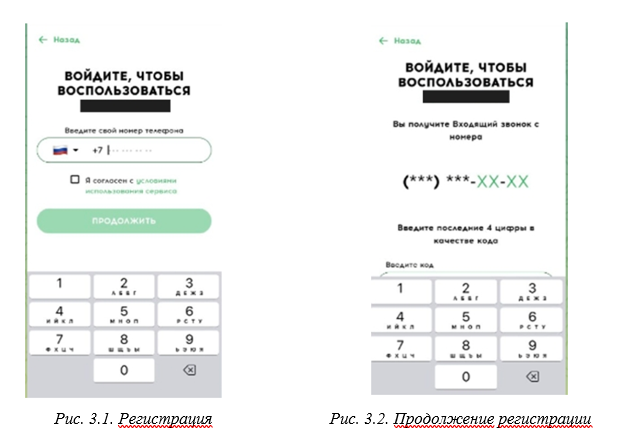 ← Назад
ВОЙДИТЕ, ЧТОБЫ
ВОСПОЛЬЗОВАТЬСЯ
Введите свой номер телефона
+7
Я согласен с условиями
использования сервиса
ПРОДОЛЖИТЬ
1 2 3
АБВГ ДЕЖЗ
4 5 6
ИЙКЛ МНОП РСТУ
7 8 9
ФХЦЧ ШЩЪЫ ЬЭЮЯ
0
Рис. 3.1. Регистрация
← Назад
ВОЙДИТЕ, ЧТОБЫ
ВОСПОЛЬЗОВАТЬСЯ
Вы получите Входящий звонок с
номера
(***) ***-XX-XX
Введите последние 4 цифры в
качестве кода
Введите код
1 2 3
АБВГ ДЕЖЗ
4 5 6
ИЙКЛ МНОП РСТУ
7 8 9
ФХЦЧ ШЩЪЫ ЬЭЮЯ
0
Рис. 3.2. Продолжение регистрации